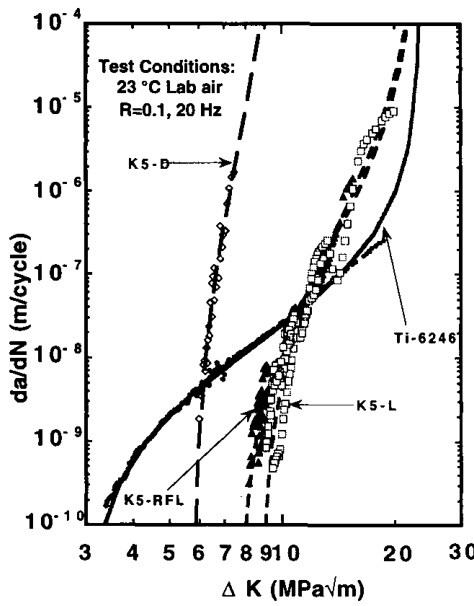 10⁻⁴
Test Conditions:
23 °C Lab air
R=0.1, 20 Hz
K5-D
10⁻⁵
10⁻⁶
10⁻⁷
Ti-6246
10⁻⁸
K5-L
10⁻⁹
K5-RFL
10⁻¹⁰
da/dN (m/cycle)
3 4 5 6 7 8 9 10 20 30
Δ K (MPa√m)